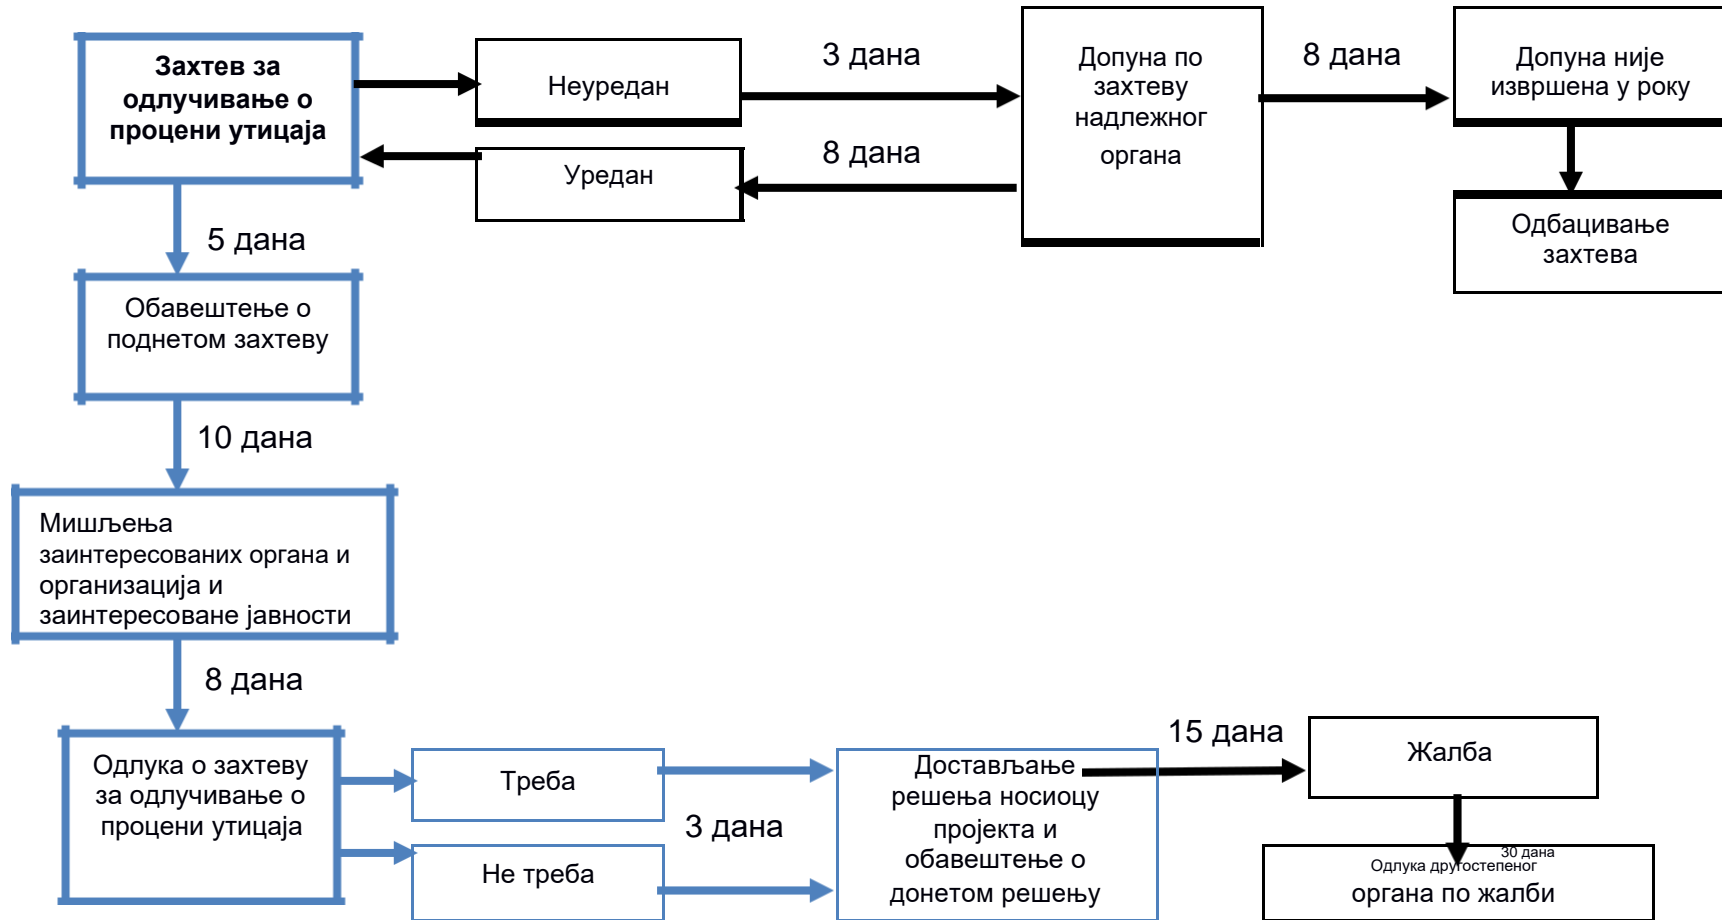 Захтев за
одлучивање о
процени утицаја
Неуредан
3 дана
Допуна по
захтеву
надлежног
органа
8 дана
Допуна није
извршена у року
Уредан
8 дана
Одбацивање
захтева
5 дана
Обавештење о
поднетом захтеву
10 дана
Мишљења
заинтересованих органа и
организација и
заинтересоване јавности
8 дана
Одлука о захтеву
за одлучивање о
процени утицаја
Треба
Не треба
3 дана
Достављање
решења носиоцу
пројекта и
обавештење о
донетом решењу
15 дана
Жалба
30 дана
Одлука другостепеног
органа по жалби